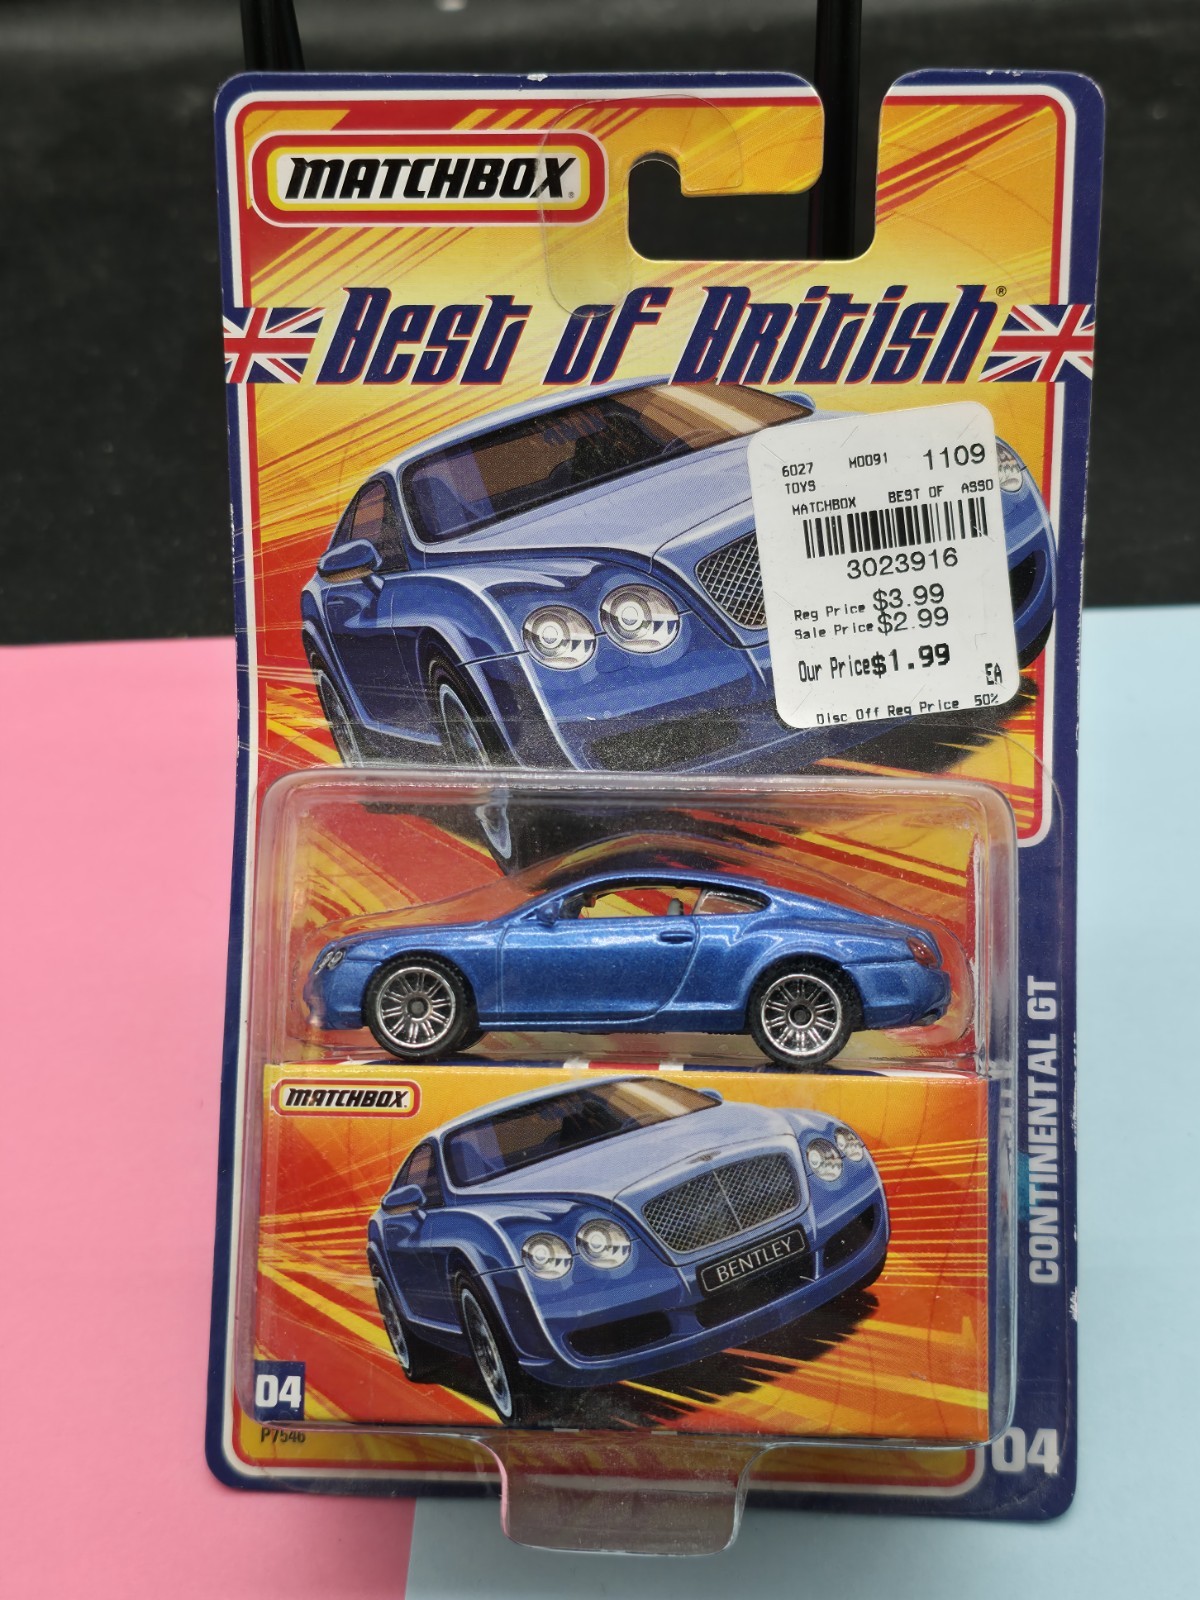 MATCHBOX
Best of British®
6027 M0091 1109
TOYS
MATCHBOX BEST OF ASSO
3023916
Reg Price $3.99
Sale Price $2.99
Our Price $1.99
EA
Disc Off Reg Price 50%
CONTINENTAL GT
MATCHBOX
BENTLEY
04
P7546
04